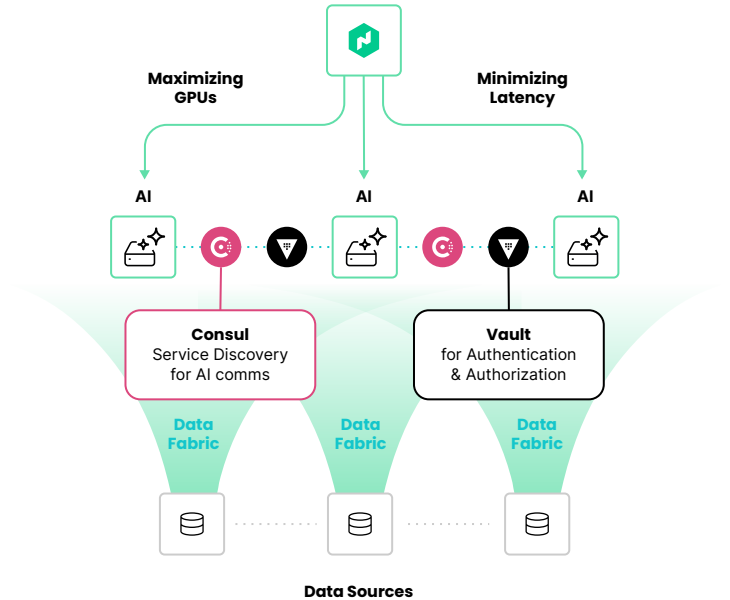 Maximizing
GPUs
Minimizing
Latency
AI
AI
AI
Consul
Service Discovery
for AI comms
Vault
for Authentication
& Authorization
Data
Fabric
Data
Fabric
Data
Fabric
Data Sources